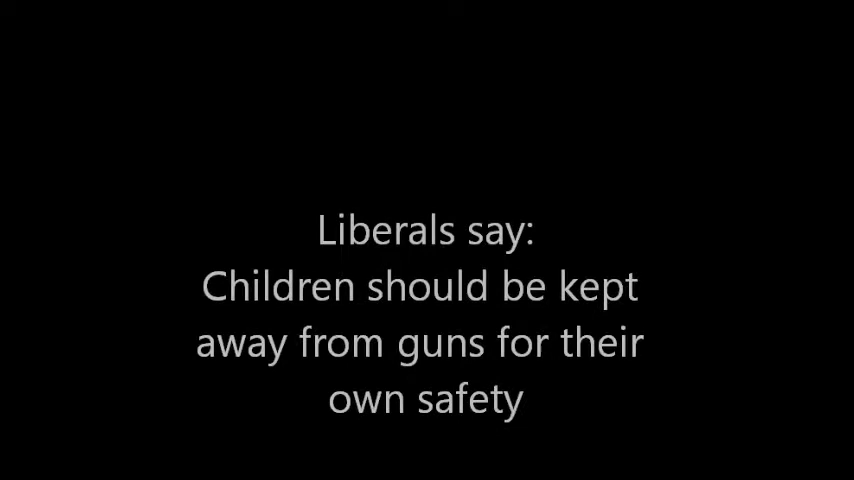 Liberals say:
Children should be kept
away from guns for their
own safety